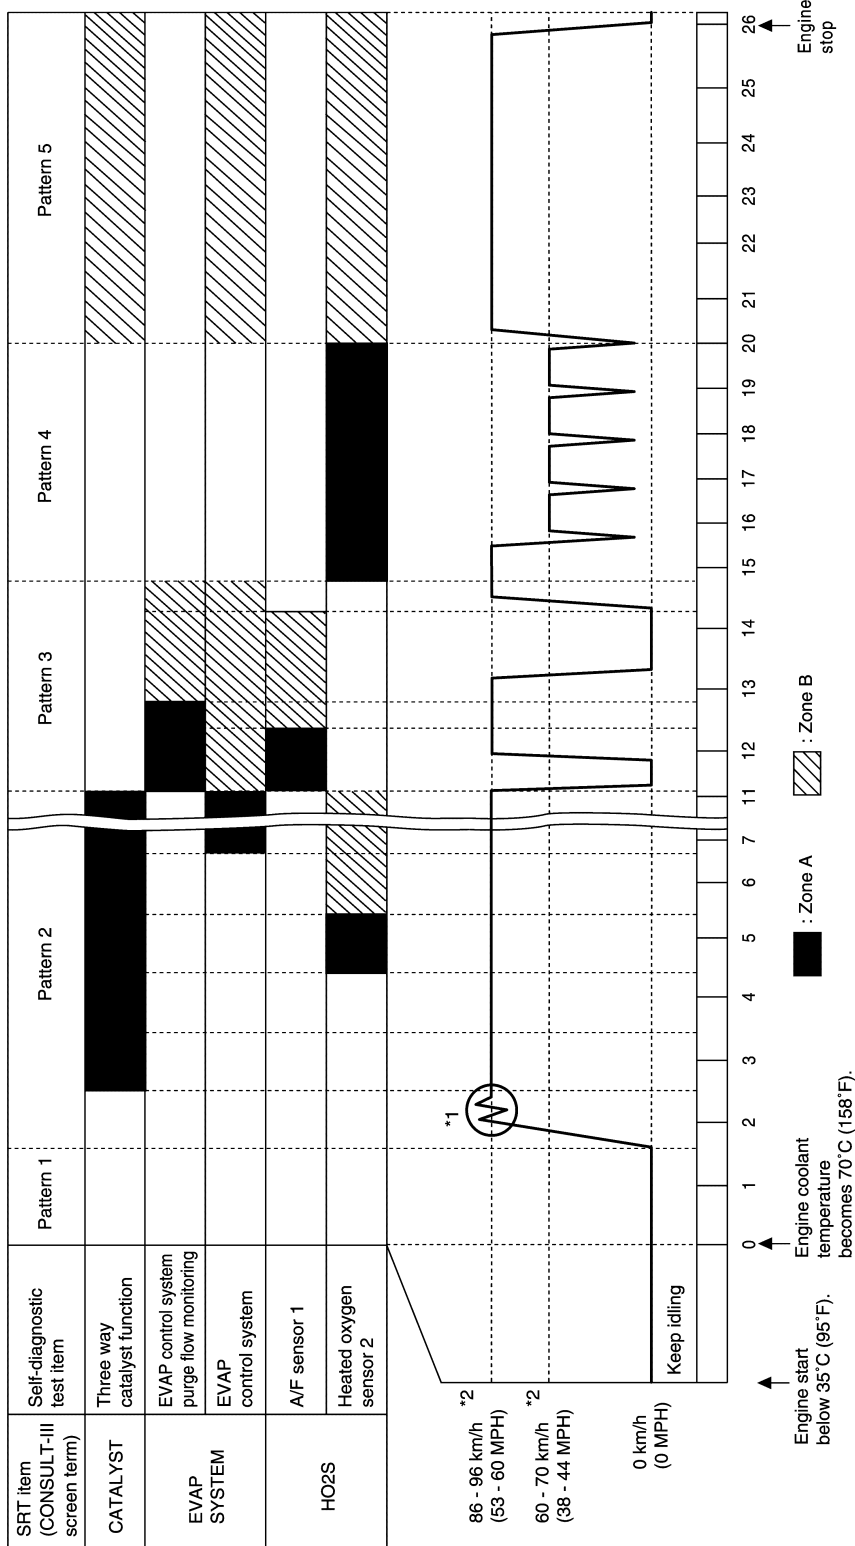 SRT item
(CONSULT-III
screen term)
Self-diagnostic
test item
Pattern 1
Pattern 2
Pattern 3
Pattern 4
Pattern 5
CATALYST
Three way
catalyst function
EVAP
SYSTEM
EVAP control system
purge flow monitoring
EVAP
control system
HO2S
A/F sensor 1
Heated oxygen
sensor 2
86 - 96 km/h
(53 - 60 MPH)
*2
*1
60 - 70 km/h
(38 - 44 MPH)
*2
0 km/h
(0 MPH)
Keep idling
0 1 2 3 4 5 6 7 11 12 13 14 15 16 17 18 19 20 21 22 23 24 25 26
Engine start
below 35˚C (95˚F).
Engine coolant
temperature
becomes 70˚C (158˚F).
: Zone A
: Zone B
Engine
stop